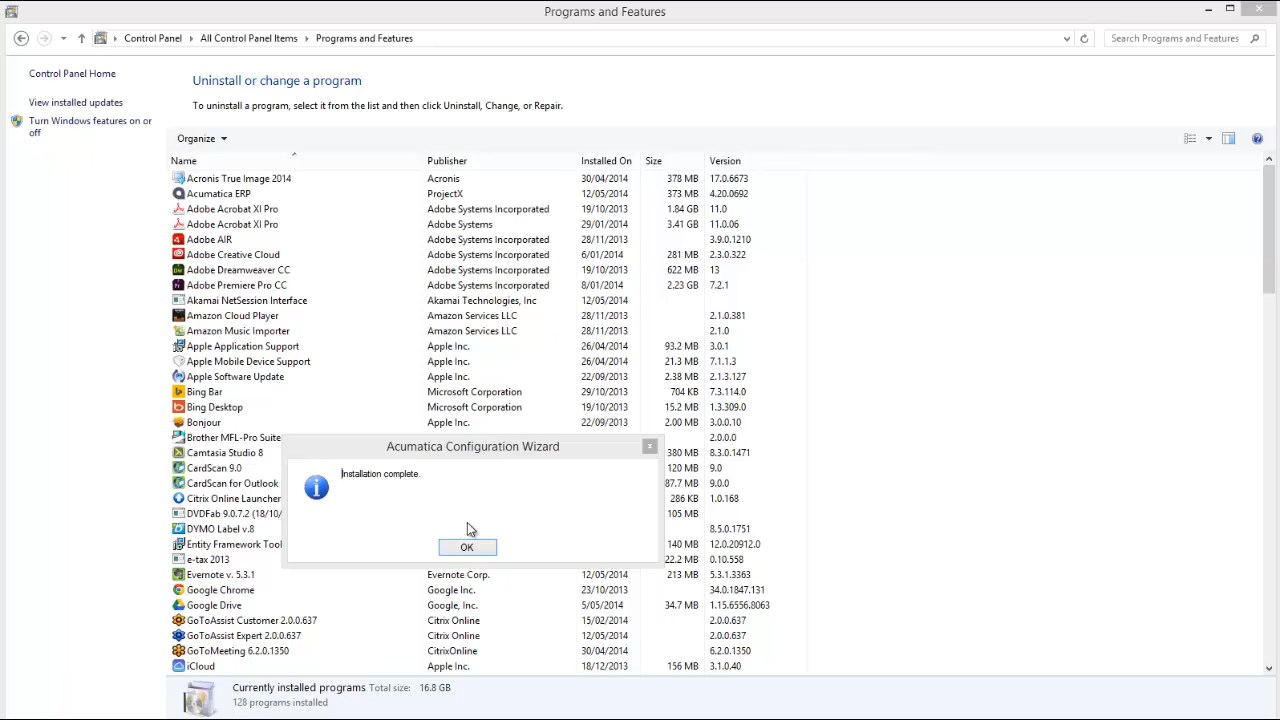 Programs and Features
Control Panel All Control Panel Items Programs and Features Search Programs and Features
Control Panel Home
View installed updates
Turn Windows features on or
off
Uninstall or change a program
To uninstall a program, select it from the list and then click Uninstall, Change, or Repair.
Organize
Name Publisher Installed On Size Version
Acronis True Image 2014 Acronis 30/04/2014 378 MB 17.0.6673
Acumatica ERP ProjectX 12/05/2014 373 MB 4.20.0692
Adobe Acrobat XI Pro Adobe Systems Incorporated 19/10/2013 1.84 GB 11.0
Adobe Acrobat XI Pro Adobe Systems 29/01/2014 3.41 GB 11.0.06
Adobe AIR Adobe Systems Incorporated 28/11/2013 3.9.0.1210
Adobe Creative Cloud Adobe Systems Incorporated 6/01/2014 281 MB 2.3.0.322
Adobe Dreamweaver CC Adobe Systems Incorporated 19/10/2013 622 MB 13
Adobe Premiere Pro CC Adobe Systems Incorporated 8/01/2014 2.23 GB 7.2.1
Akamai NetSession Interface Akamai Technologies, Inc 12/05/2014
Amazon Cloud Player Amazon Services LLC 28/11/2013 2.1.0.381
Amazon Music Importer Amazon Services LLC 28/11/2013 2.1.0
Apple Application Support Apple Inc. 26/04/2014 93.2 MB 3.0.1
Apple Mobile Device Support Apple Inc. 26/04/2014 21.3 MB 7.1.1.3
Apple Software Update Apple Inc. 22/09/2013 2.38 MB 2.1.3.127
Bing Bar Microsoft Corporation 29/10/2013 704 KB 7.3.114.0
Bing Desktop Microsoft Corporation 19/10/2013 15.2 MB 1.3.309.0
Bonjour Apple Inc. 22/09/2013 2.00 MB 3.0.0.10
Brother MFL-Pro Suite 2.0.0.0
Camtasia Studio 8 380 MB 8.3.0.1471
CardScan 9.0 120 MB 9.0
CardScan for Outlook 87.7 MB 9.0.0
Citrix Online Launcher 286 KB 1.0.168
DVDFab 9.0.7.2 (18/10/ 105 MB
DYMO Label v.8 8.5.0.1751
Entity Framework Tool 140 MB 12.0.20912.0
e-tax 2013 22.2 MB 0.10.558
Evernote v. 5.3.1 Evernote Corp. 12/05/2014 213 MB 5.3.1.3363
Google Chrome Google Inc. 23/10/2013 34.0.1847.131
Google Drive Google, Inc. 5/05/2014 34.7 MB 1.15.6556.8063
GoToAssist Customer 2.0.0.637 Citrix Online 15/02/2014 2.0.0.637
GoToAssist Expert 2.0.0.637 Citrix Online 12/05/2014 2.0.0.637
GoToMeeting 6.2.0.1350 CitrixOnline 12/05/2014 6.2.0.1350
iCloud Apple Inc. 18/12/2013 156 MB 3.1.0.40
Acumatica Configuration Wizard
Installation complete.
OK
Currently installed programs Total size: 16.8 GB
128 programs installed